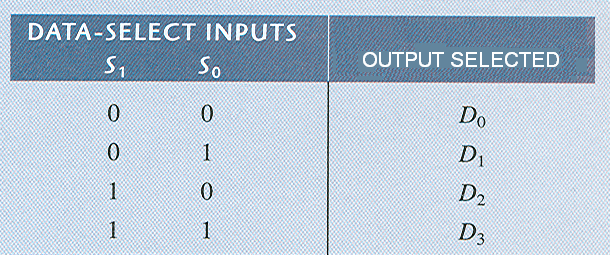 DATA-SELECT INPUTS
S₁ S₀ OUTPUT SELECTED
0 0 D₀
0 1 D₁
1 0 D₂
1 1 D₃